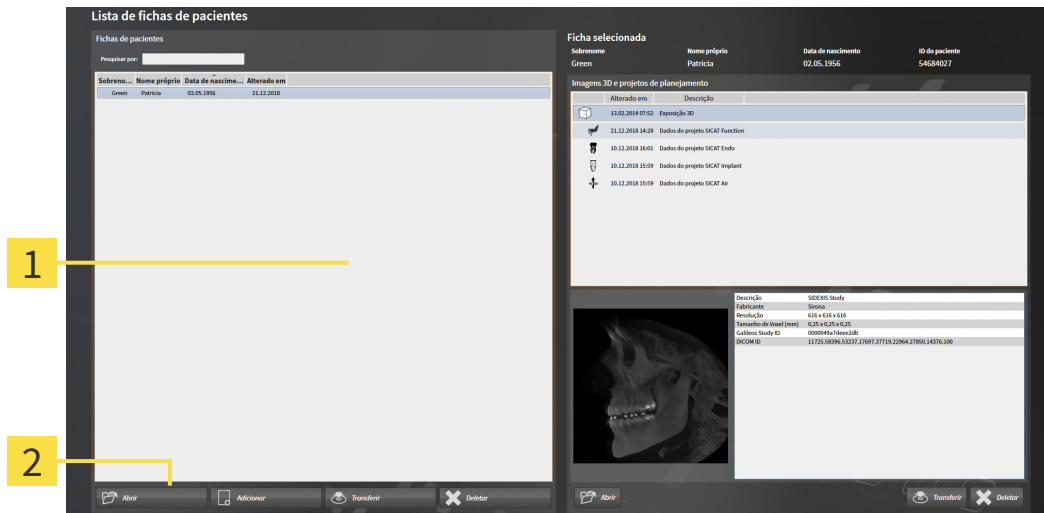 Lista de fichas de pacientes
Fichas de pacientes
Pesquisar por:
Sobreno... Nome próprio Data de nascime... Alterado em
Green Patricia 02.05.1956 21.12.2018
1
2
Abrir Adicionar Transferir Deletar
Ficha selecionada
Sobrenome Nome próprio Data de nascimento ID do paciente
Green Patricia 02.05.1956 54684027
Imagens 3D e projetos de planejamento
Alterado em Descrição
13.02.2014 07:52 Exposição 3D
21.12.2018 14:28 Dados do projeto SICAT Function
10.12.2018 16:01 Dados do projeto SICAT Endo
10.12.2018 15:59 Dados do projeto SICAT Implant
10.12.2018 15:59 Dados do projeto SICAT Air
Descrição SIDEXIS Study
Fabricante Sirona
Resolução 616 x 616 x 616
Tamanho de Voxel [mm] 0,25 x 0,25 x 0,25
Galileos Study ID 0000049a7deee2db
DICOM ID 11725.58396.53237.17697.37719.22964.27850.14376.100
Abrir Transferir Deletar